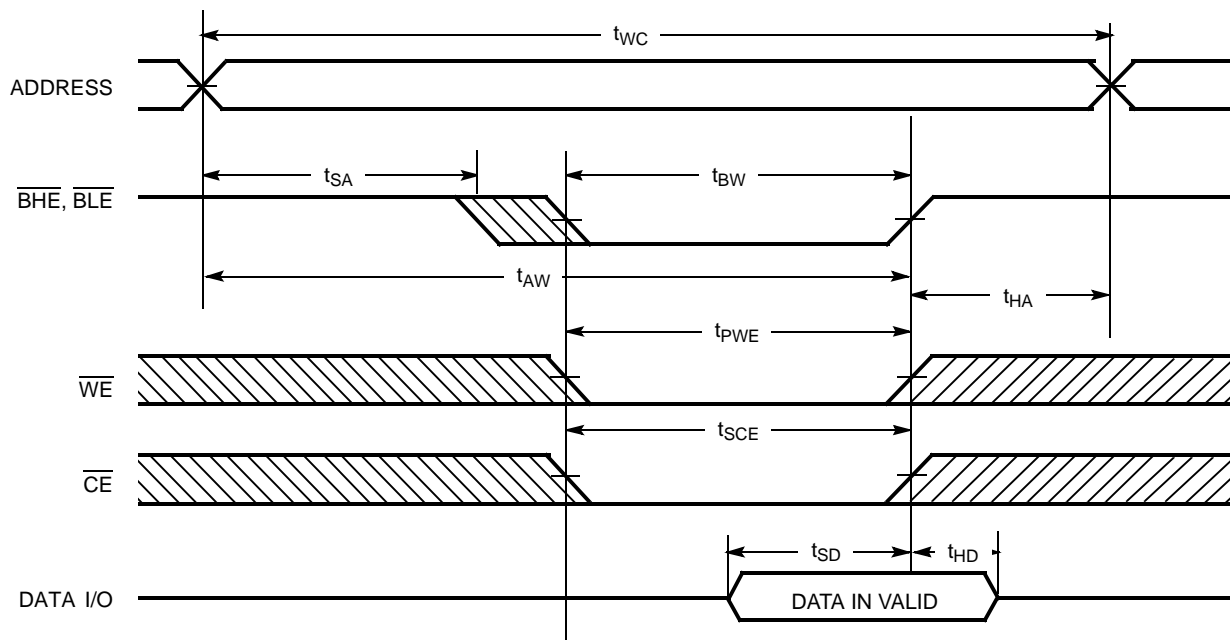 tWC
ADDRESS
tSA
tBW
BHE, BLE
tAW
tHA
tPWE
WE
tSCE
CE
tSD
tHD
DATA I/O
DATA IN VALID